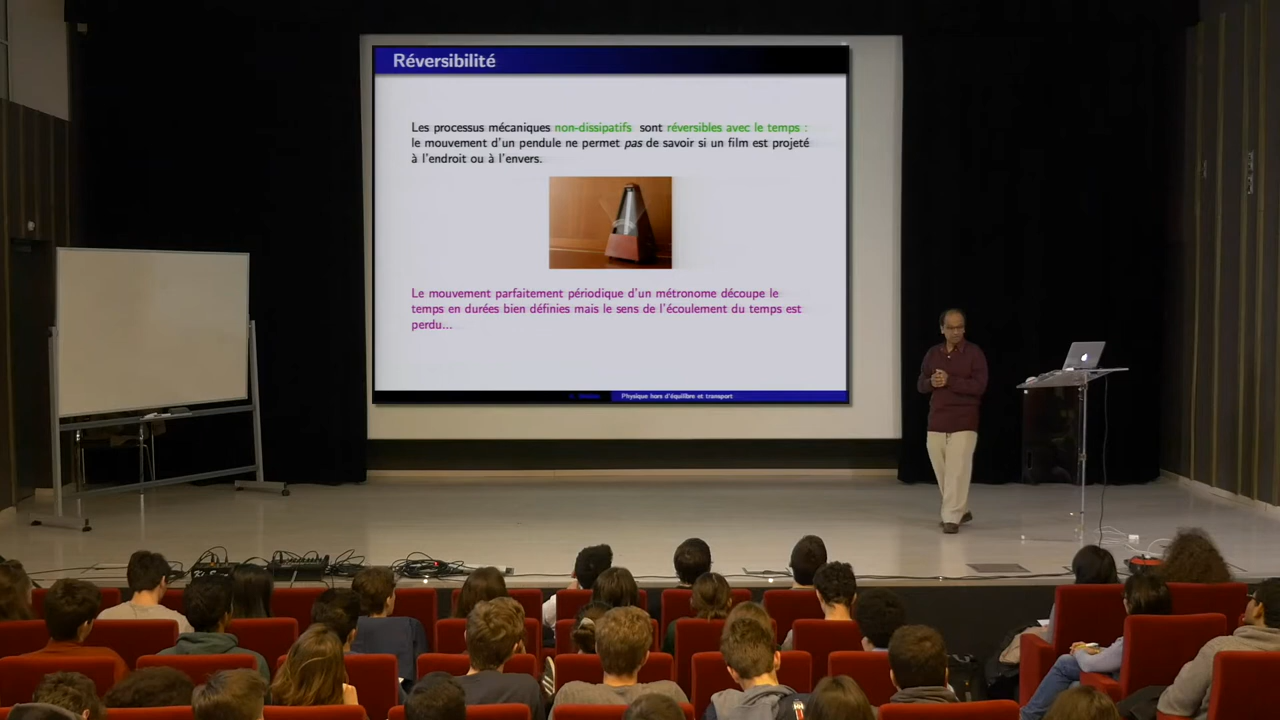 Réversibilité
Les processus mécaniques non-dissipatifs sont réversibles avec le temps :
le mouvement d'un pendule ne permet pas de savoir si un film est projeté
à l'endroit ou à l'envers.
Le mouvement parfaitement périodique d'un métronome découpe le
temps en durées bien définies mais le sens de l'écoulement du temps est
perdu...
Physique hors d'équilibre et transport